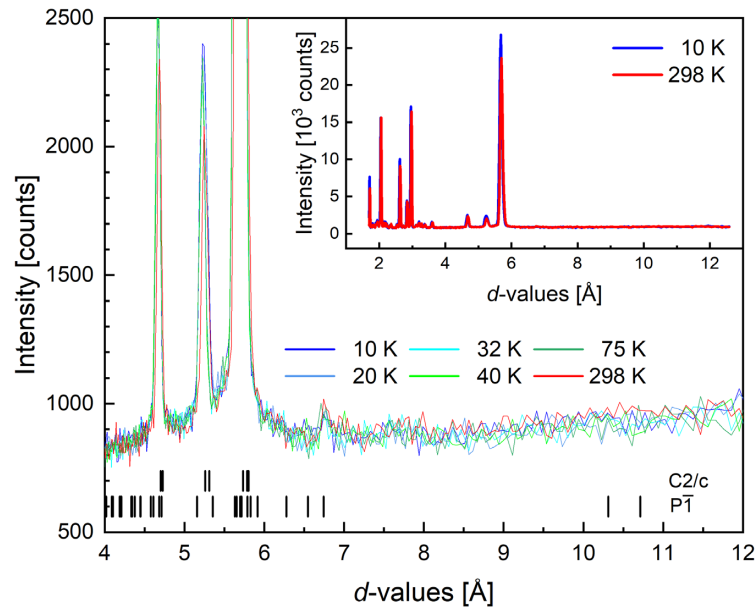 2500
2000
1500
1000
500
Intensity [counts]
4 5 6 7 8 9 10 11 12
d-values [Å]
25
20
15
10
5
0
Intensity [10³ counts]
2 4 6 8 10 12
d-values [Å]
10 K
298 K
10 K 32 K 75 K
20 K 40 K 298 K
C2/c
P1̅